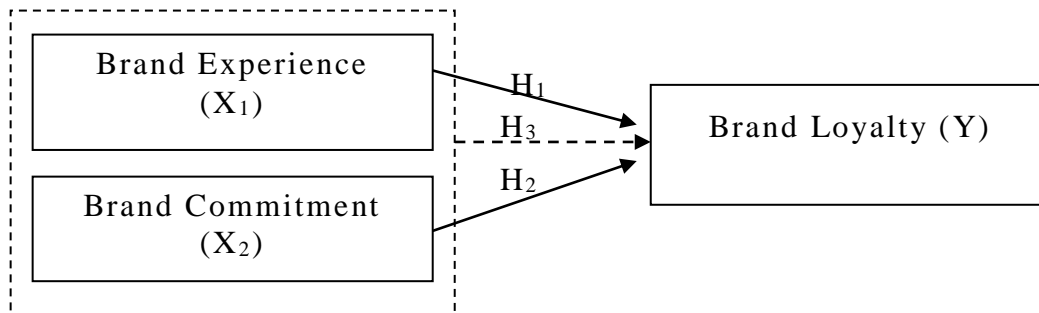 Brand Experience
(X₁)
H₁
Brand Loyalty (Y)
H₃
H₂
Brand Commitment
(X₂)